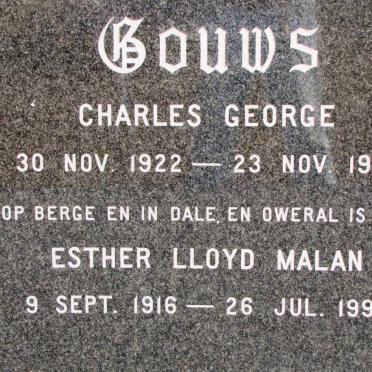 Gouws
CHARLES GEORGE
30 NOV. 1922 — 23 NOV. 19
OP BERGE EN IN DALE, EN OWERAL IS
ESTHER LLOYD MALAN
9 SEPT. 1916 — 26 JUL. 199